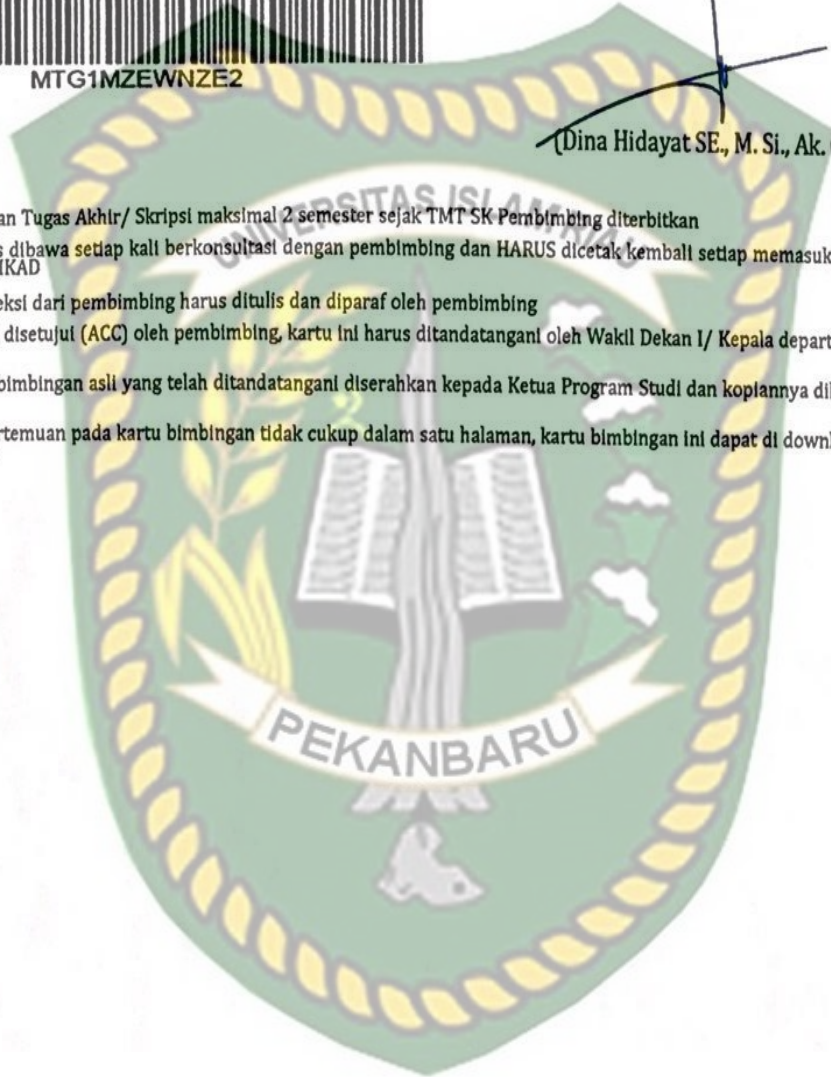 MTG1MZEWNZE2
(Dina Hidayat SE., M. Si., Ak.
an Tugas Akhir/ Skripsi maksimal 2 semester sejak TMT SK Pembimbing diterbitkan
UNIVERSITAS ISLAM RIAU
s dibawa setiap kali berkonsultasi dengan pembimbing dan HARUS dicetak kembali setiap memasuk
IKAD
eksi dari pembimbing harus ditulis dan diparaf oleh pembimbing
disetujui (ACC) oleh pembimbing, kartu ini harus ditandatangani oleh Wakil Dekan I/ Kepala depart
bimbingan asli yang telah ditandatangani diserahkan kepada Ketua Program Studi dan kopiannya di
rtemuan pada kartu bimbingan tidak cukup dalam satu halaman, kartu bimbingan ini dapat di down
PEKANBARU